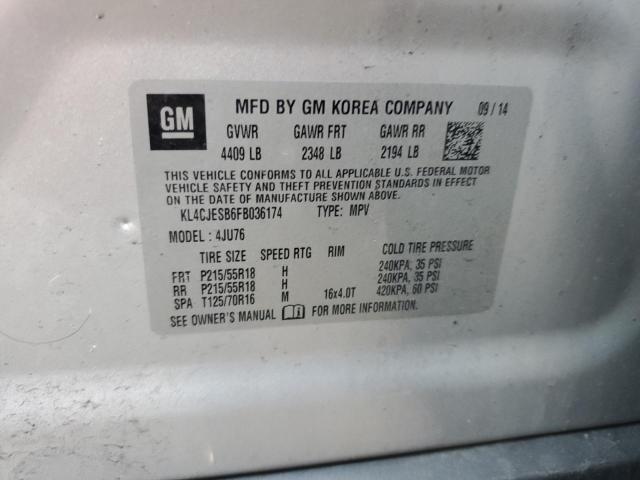 GM
MFD BY GM KOREA COMPANY 09/14
GVWR GAWR FRT GAWR RR
4409 LB 2348 LB 2194 LB
THIS VEHICLE CONFORMS TO ALL APPLICABLE U.S. FEDERAL MOTOR
VEHICLE SAFETY AND THEFT PREVENTION STANDARDS IN EFFECT
ON THE DATE OF MANUFACTURE SHOWN ABOVE.
KL4CJESB6FB036174 TYPE: MPV
MODEL : 4JU76
TIRE SIZE SPEED RTG RIM COLD TIRE PRESSURE
FRT P215/55R18 H 240KPA, 35 PSI
RR P215/55R18 H 240KPA, 35 PSI
SPA T125/70R16 M 16x4.0T 420KPA, 60 PSI
SEE OWNER'S MANUAL FOR MORE INFORMATION.